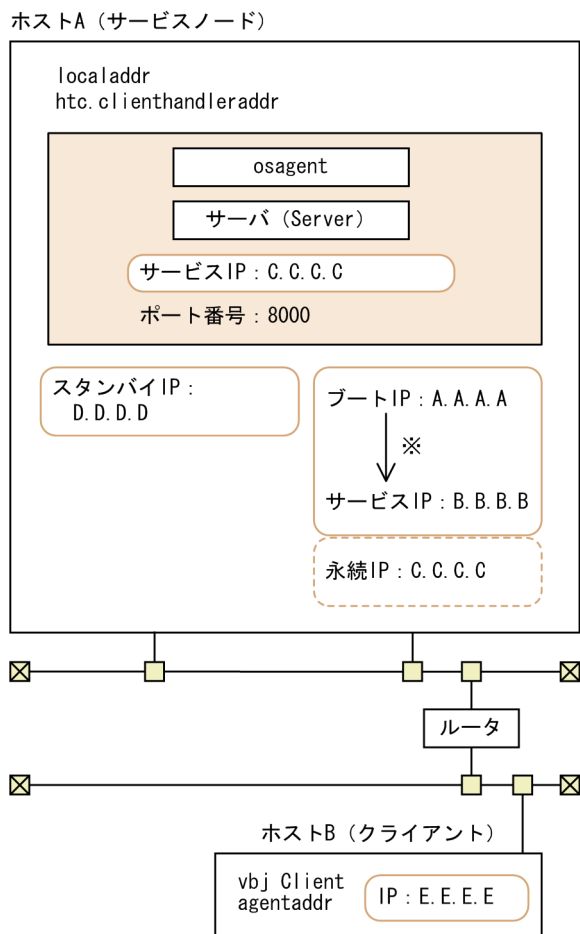 ホストA（サービスノード）
localaddr
htc.clienthandleraddr
osagent
サーバ（Server）
サービスIP：C.C.C.C
ポート番号：8000
スタンバイIP：
D.D.D.D
ブートIP：A.A.A.A
※
サービスIP：B.B.B.B
永続IP：C.C.C.C
ルータ
ホストB（クライアント）
vbj Client
agentaddr
IP：E.E.E.E